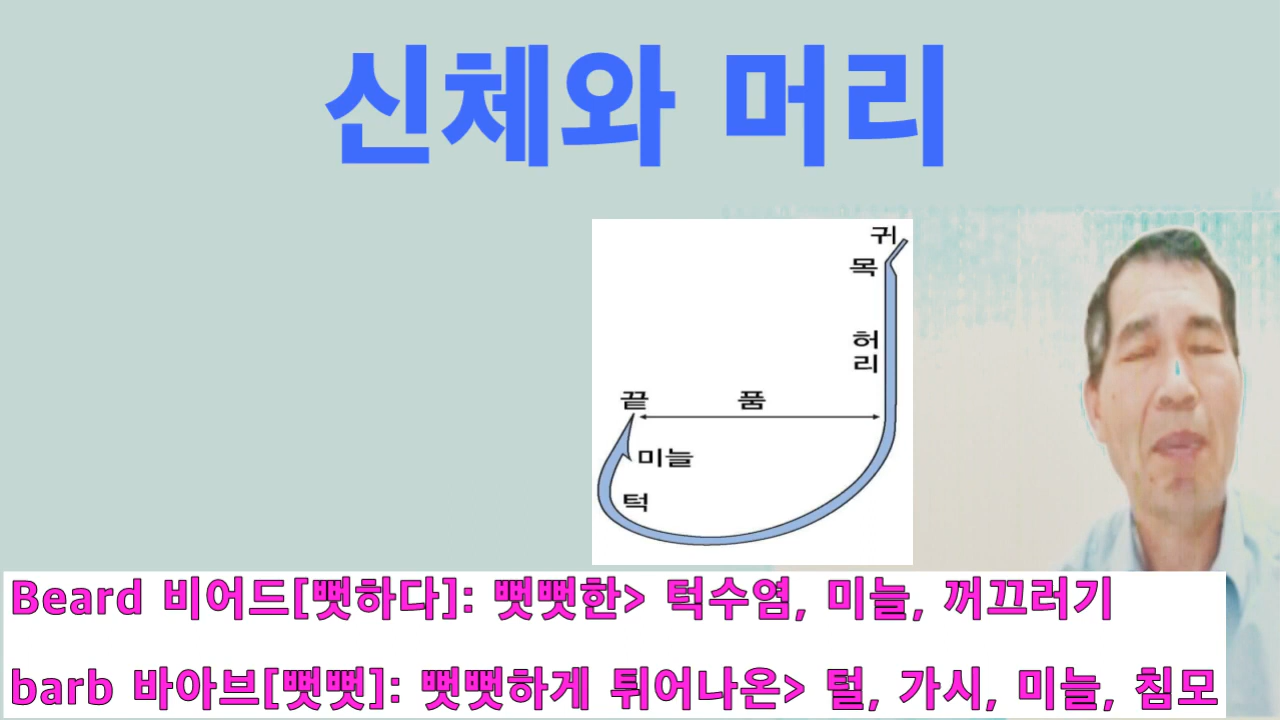 신체와 머리
귀
목
허
리
끝
품
미늘
턱
Beard 비어드[뻣하다]: 뻣뻣한> 턱수염, 미늘, 꺼끄러기
barb 바아브[뻣뻣]: 뻣뻣하게 튀어나온> 털, 가시, 미늘, 침모